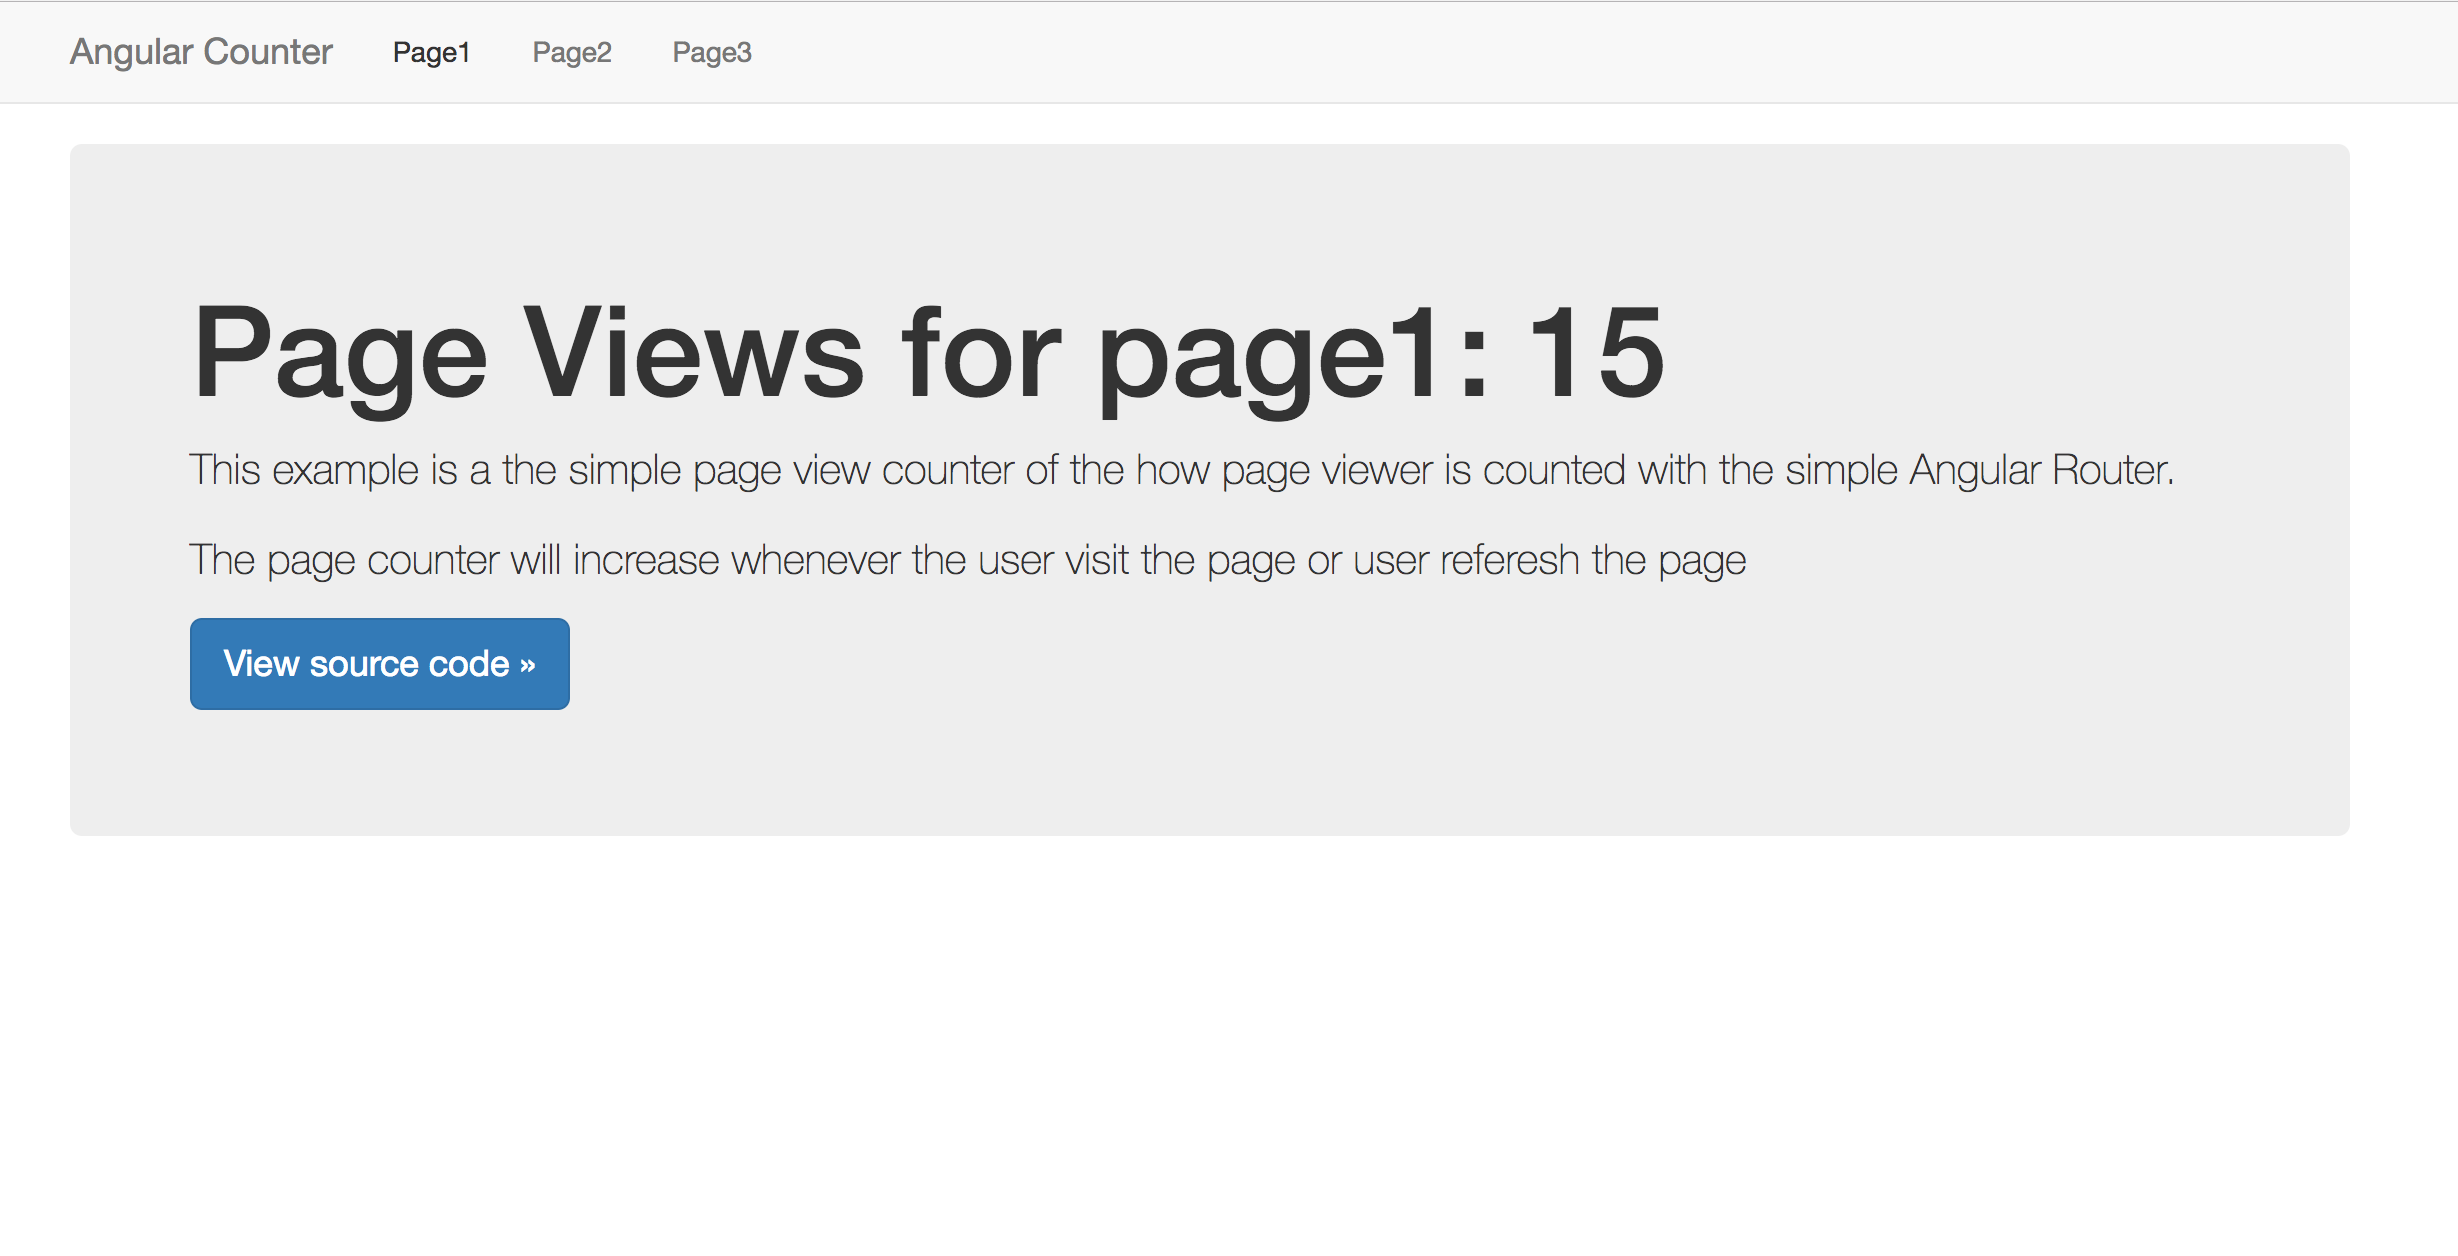 Angular Counter Page1 Page2 Page3
Page Views for page1: 15
This example is a the simple page view counter of the how page viewer is counted with the simple Angular Router.
The page counter will increase whenever the user visit the page or user referesh the page
View source code »